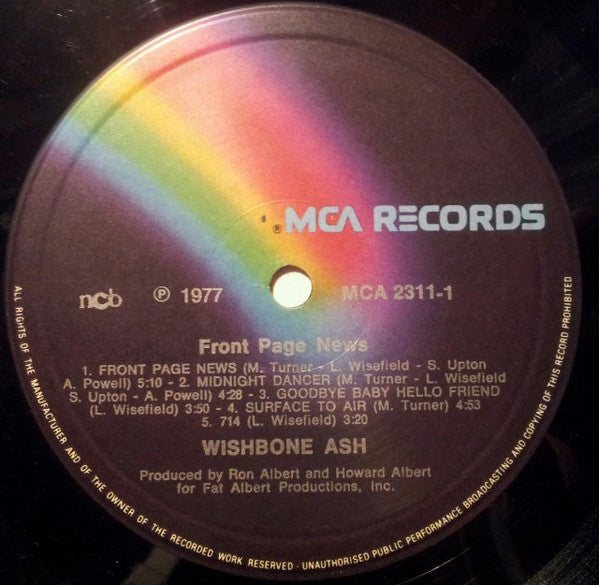 ®MCA RECORDS
ncb
℗ 1977
MCA 2311-1
Front Page News
1. FRONT PAGE NEWS (M. Turner - L. Wisefield - S. Upton
A. Powell) 5:10 - 2. MIDNIGHT DANCER (M. Turner - L. Wisefield
S. Upton - A. Powell) 4:28 - 3. GOODBYE BABY HELLO FRIEND
(L. Wisefield) 3:50 - 4. SURFACE TO AIR (M. Turner) 4:53
5. 714 (L. Wisefield) 3:20
WISHBONE ASH
Produced by Ron Albert and Howard Albert
for Fat Albert Productions, Inc.
ALL RIGHTS OF THE MANUFACTURER AND OF THE OWNER OF THE RECORDED WORK RESERVED · UNAUTHORISED PUBLIC PERFORMANCE BROADCASTING AND COPYING OF THIS RECORD PROHIBITED